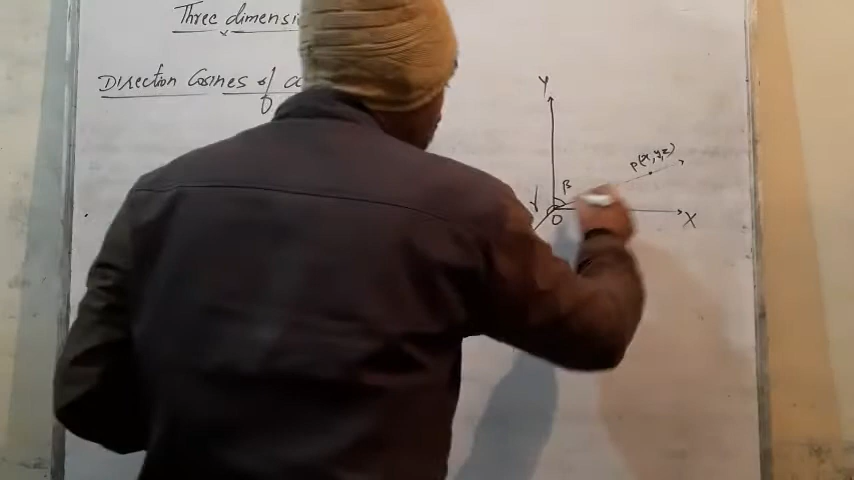 Three dimensi
Direction Cosines of a
Y
P(x, y, z)
β
γ
O
X